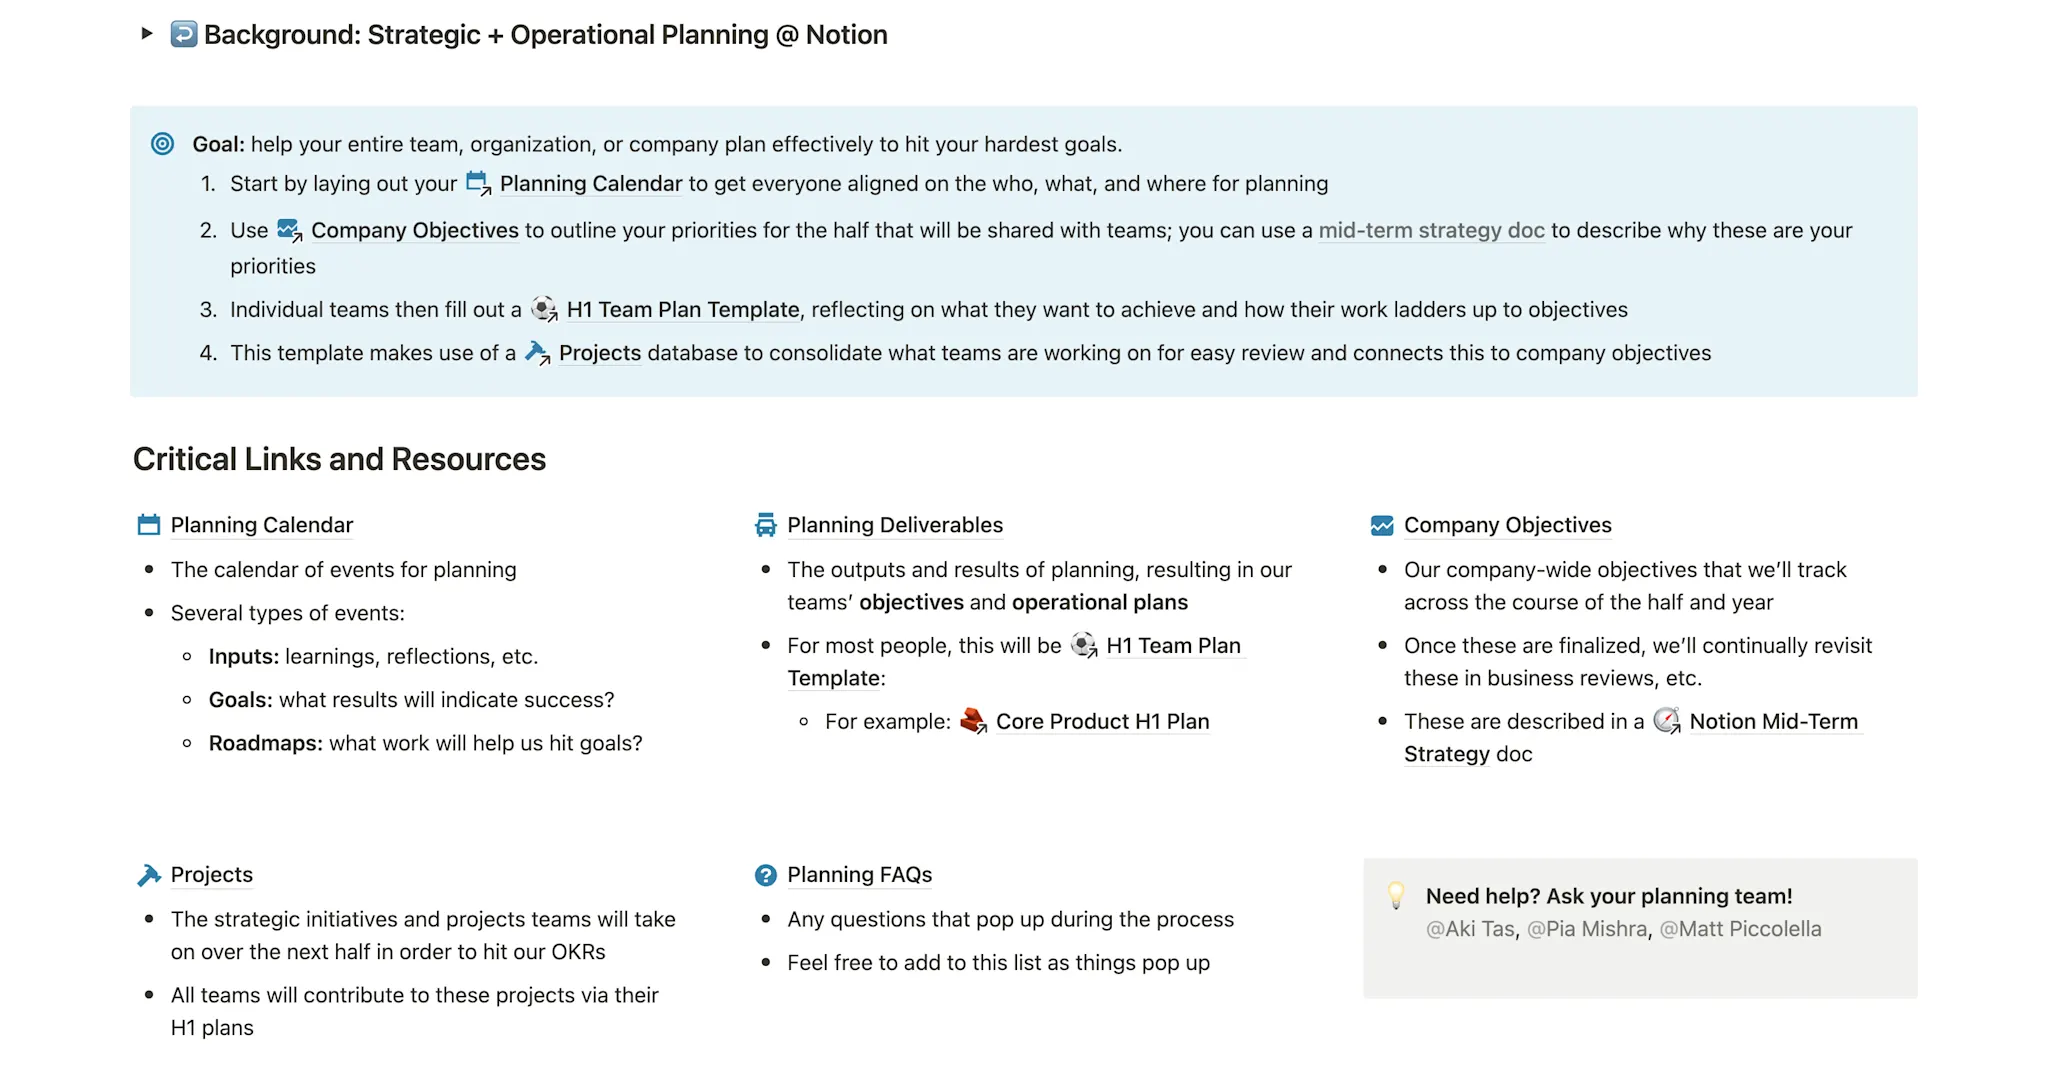 Background: Strategic + Operational Planning @ Notion
Goal: help your entire team, organization, or company plan effectively to hit your hardest goals.
1. Start by laying out your Planning Calendar to get everyone aligned on the who, what, and where for planning
2. Use Company Objectives to outline your priorities for the half that will be shared with teams; you can use a mid-term strategy doc to describe why these are your
priorities
3. Individual teams then fill out a H1 Team Plan Template, reflecting on what they want to achieve and how their work ladders up to objectives
4. This template makes use of a Projects database to consolidate what teams are working on for easy review and connects this to company objectives
Critical Links and Resources
Planning Calendar
• The calendar of events for planning
• Several types of events:
◦ Inputs: learnings, reflections, etc.
◦ Goals: what results will indicate success?
◦ Roadmaps: what work will help us hit goals?
Planning Deliverables
• The outputs and results of planning, resulting in our
teams’ objectives and operational plans
• For most people, this will be H1 Team Plan
Template:
◦ For example: Core Product H1 Plan
Company Objectives
• Our company-wide objectives that we’ll track
across the course of the half and year
• Once these are finalized, we’ll continually revisit
these in business reviews, etc.
• These are described in a Notion Mid-Term
Strategy doc
Projects
• The strategic initiatives and projects teams will take
on over the next half in order to hit our OKRs
• All teams will contribute to these projects via their
H1 plans
Planning FAQs
• Any questions that pop up during the process
• Feel free to add to this list as things pop up
Need help? Ask your planning team!
@Aki Tas, @Pia Mishra, @Matt Piccolella